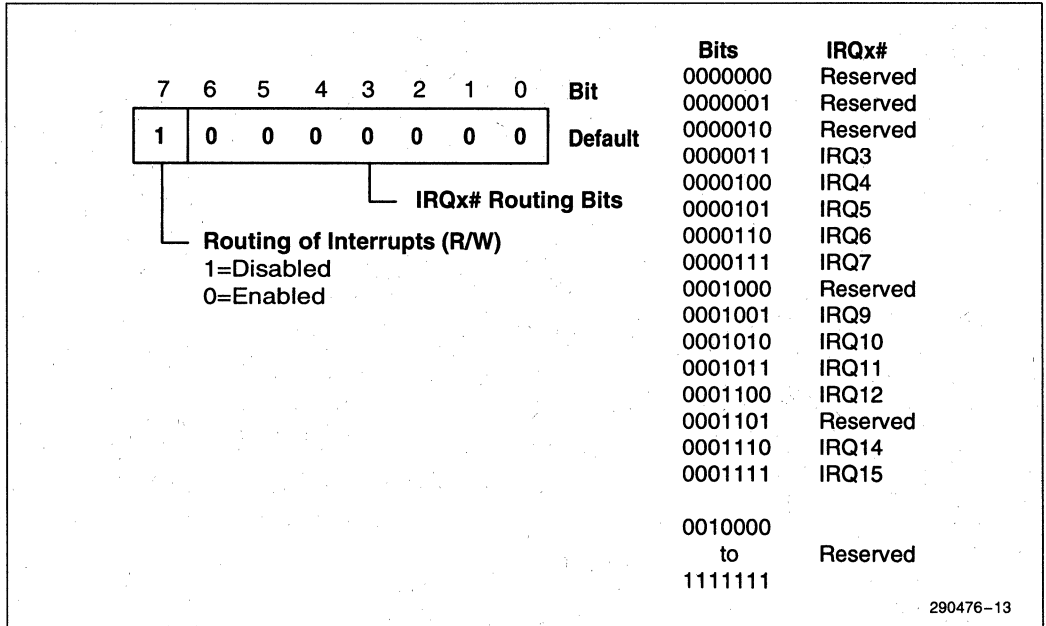 7 6 5 4 3 2 1 0 Bit
1 0 0 0 0 0 0 0 Default
IRQx# Routing Bits
Routing of Interrupts (R/W)
1=Disabled
0=Enabled
Bits IRQx#
0000000 Reserved
0000001 Reserved
0000010 Reserved
0000011 IRQ3
0000100 IRQ4
0000101 IRQ5
0000110 IRQ6
0000111 IRQ7
0001000 Reserved
0001001 IRQ9
0001010 IRQ10
0001011 IRQ11
0001100 IRQ12
0001101 Reserved
0001110 IRQ14
0001111 IRQ15
0010000
to Reserved
1111111
290476-13